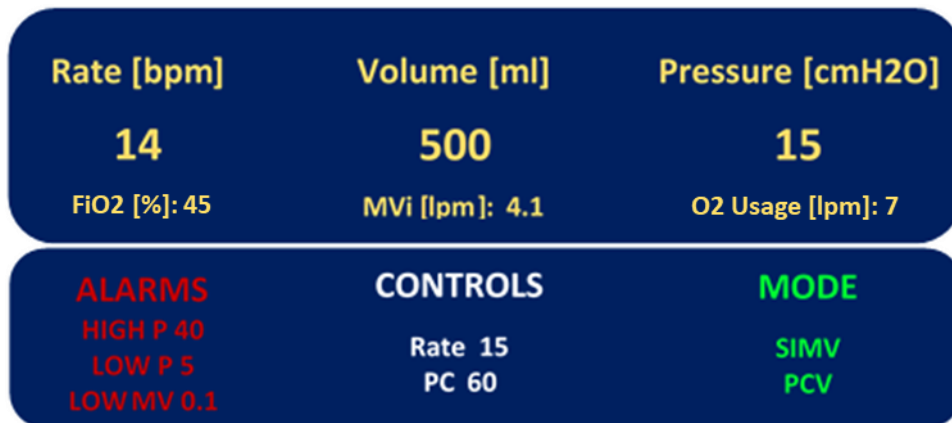 Rate [bpm] Volume [ml] Pressure [cmH2O]
14 500 15
FiO2 [%]: 45 MVi [lpm]: 4.1 O2 Usage [lpm]: 7
ALARMS CONTROLS MODE
HIGH P 40
LOW P 5
LOW MV 0.1
Rate 15
PC 60
SIMV
PCV